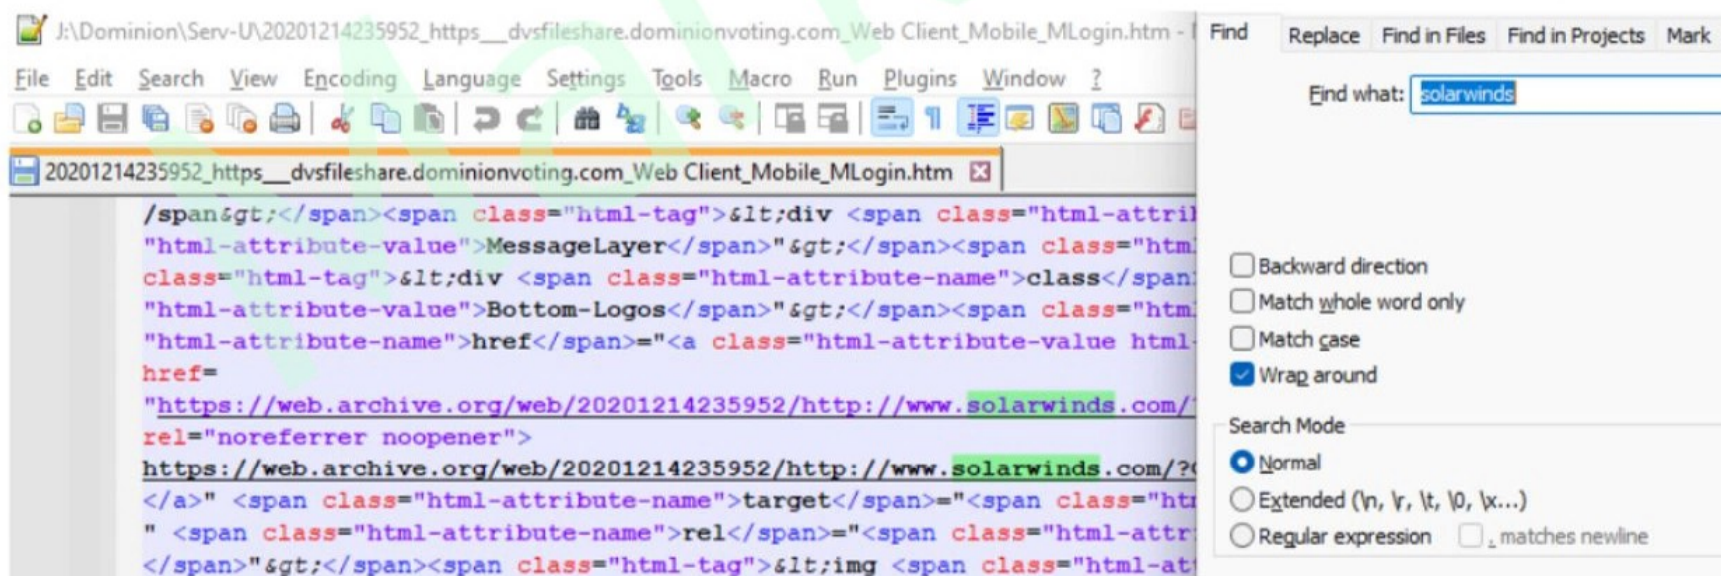 J:\Dominion\Serv-U\20201214235952_https__dvsfileshare.dominionvoting.com_Web Client_Mobile_MLogin.htm -
File Edit Search View Encoding Language Settings Tools Macro Run Plugins Window ?
20201214235952_https__dvsfileshare.dominionvoting.com_Web Client_Mobile_MLogin.htm
/span&gt;</span><span class="html-tag">&lt;div <span class="html-attrib
"html-attribute-value">MessageLayer</span>"&gt;</span><span class="html
class="html-tag">&lt;div <span class="html-attribute-name">class</span>
"html-attribute-value">Bottom-Logos</span>"&gt;</span><span class="html
"html-attribute-name">href</span>="<a class="html-attribute-value html-
href=
"https://web.archive.org/web/20201214235952/http://www.solarwinds.com/?
rel="noreferrer noopener">
https://web.archive.org/web/20201214235952/http://www.solarwinds.com/?
</a>" <span class="html-attribute-name">target</span>="<span class="ht
" <span class="html-attribute-name">rel</span>="<span class="html-attr
</span>"&gt;</span><span class="html-tag">&lt;img <span class="html-at
Find Replace Find in Files Find in Projects Mark
Find what: solarwinds
Backward direction
Match whole word only
Match case
Wrap around
Search Mode
Normal
Extended (\n, \r, \t, \0, \x...)
Regular expression . matches newline